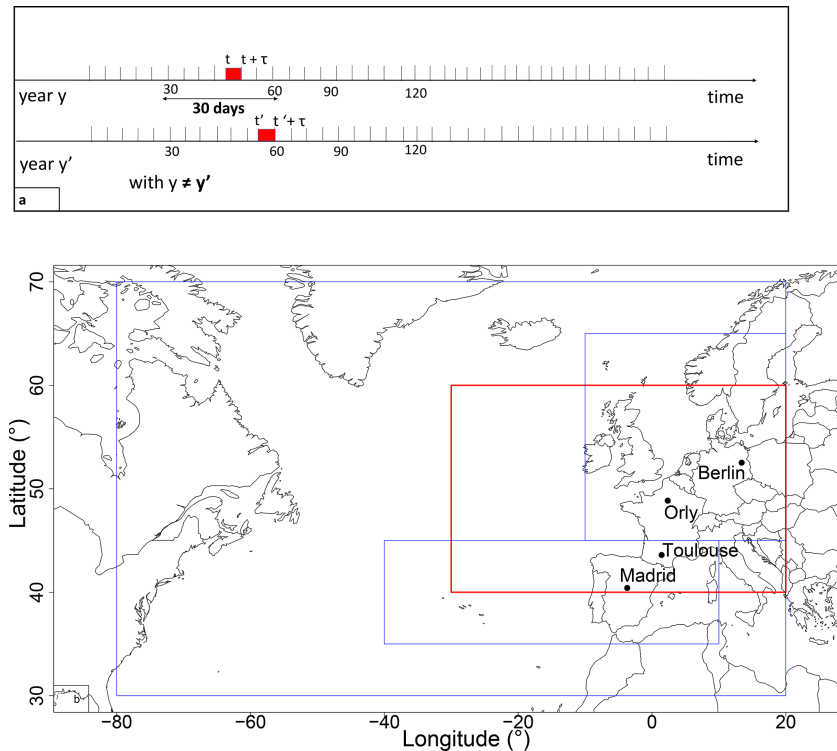 t t + τ
30 60 90 120
year y time
30 days
t’ t ‘+ τ
30 60 90 120
year y’ time
with y ≠ y’
a
70
60
50
40
30
Latitude (°)
Berlin
Orly
Toulouse
Madrid
b
−80 −60 −40 −20 0 20
Longitude (°)